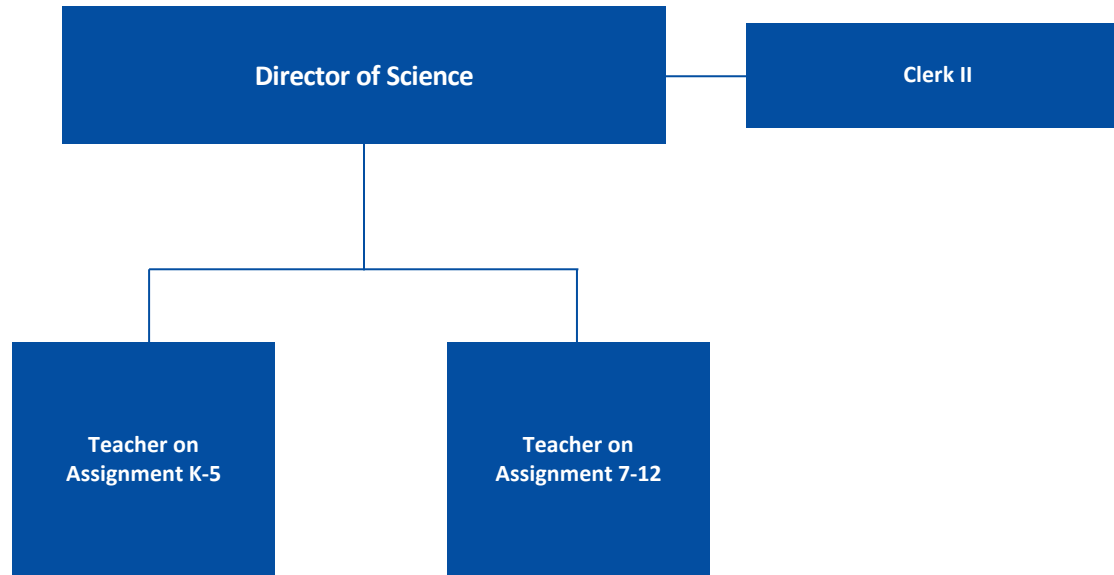 Director of Science
Clerk II
Teacher on
Assignment K-5
Teacher on
Assignment 7-12